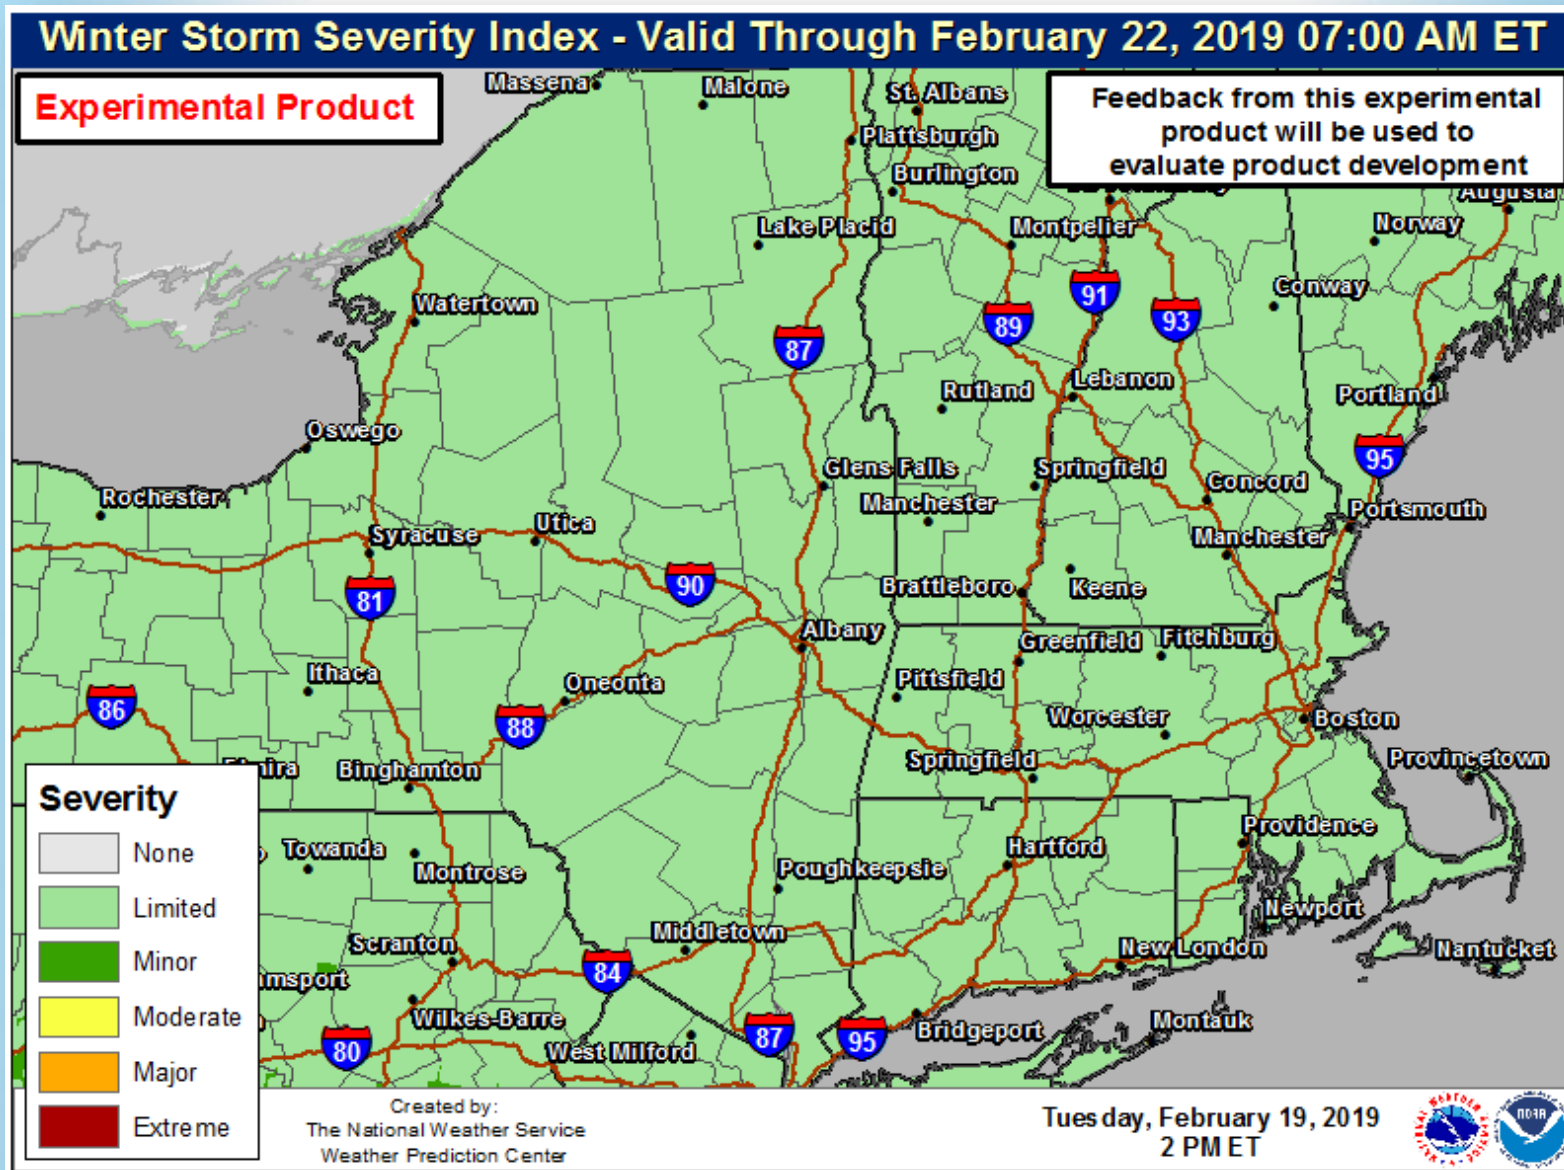 Winter Storm Severity Index - Valid Through February 22, 2019 07:00 AM ET
Experimental Product
Feedback from this experimental
product will be used to
evaluate product development
Massena
Malone
St. Albans
Plattsburgh
Burlington
Augusta
Norway
Lake Placid
Montpelier
Conway
Watertown
91
89
93
87
Lebanon
Rutland
Portland
Oswego
95
Glens Falls
Springfield
Concord
Rochester
Manchester
Portsmouth
Syracuse
Utica
Manchester
90
81
Brattleboro
Keene
Albany
Greenfield
Fitchburg
Ithaca
Oneonta
Pittsfield
86
88
Worcester
Boston
Springfield
Provincetown
Binghamton
Providence
Towanda
Montrose
Hartford
Poughkeepsie
Newport
Middletown
Scranton
New London
Nantucket
84
Wilkes-Barre
Montauk
Bridgeport
80
West Milford
87
95
Severity
None
Limited
Minor
Moderate
Major
Extreme
Created by:
The National Weather Service
Weather Prediction Center
Tuesday, February 19, 2019
2 PM ET
NOAA